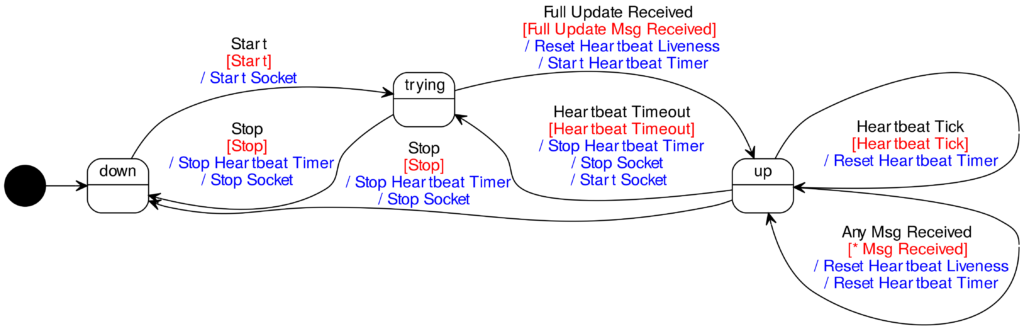 Full Update Received
[Full Update Msg Received]
/ Reset Heartbeat Liveness
/ Start Heartbeat Timer
Start
[Start]
/ Start Socket
trying
Heartbeat Timeout
[Heartbeat Timeout]
/ Stop Heartbeat Timer
/ Stop Socket
/ Start Socket
Heartbeat Tick
[Heartbeat Tick]
/ Reset Heartbeat Timer
Stop
[Stop]
/ Stop Heartbeat Timer
/ Stop Socket
Stop
[Stop]
/ Stop Heartbeat Timer
/ Stop Socket
down
up
Any Msg Received
[* Msg Received]
/ Reset Heartbeat Liveness
/ Reset Heartbeat Timer